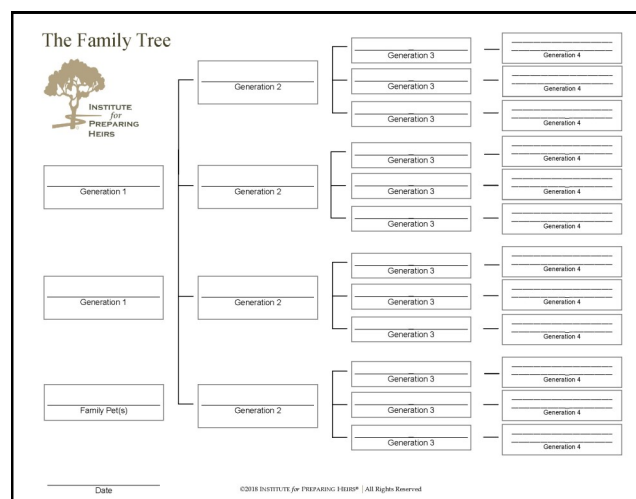 The Family Tree
INSTITUTE
for
PREPARING
HEIRS
Generation 1
Generation 1
Family Pet(s)
Date
Generation 2
Generation 2
Generation 2
Generation 2
Generation 3
Generation 3
Generation 3
Generation 3
Generation 3
Generation 3
Generation 3
Generation 3
Generation 3
Generation 3
Generation 3
Generation 3
Generation 4
Generation 4
Generation 4
Generation 4
Generation 4
Generation 4
Generation 4
Generation 4
Generation 4
Generation 4
Generation 4
Generation 4
©2018 INSTITUTE for PREPARING HEIRS® | All Rights Reserved